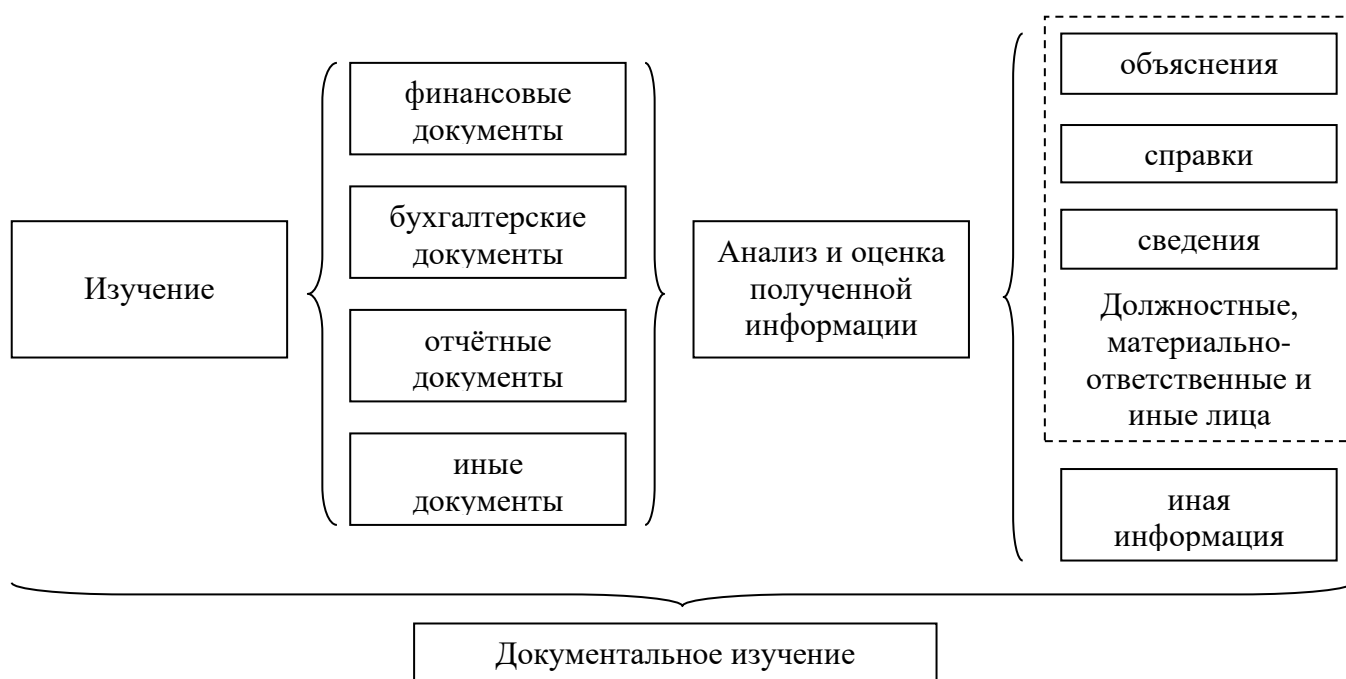 Изучение
финансовые
документы
бухгалтерские
документы
отчётные
документы
иные
документы
Анализ и оценка
полученной
информации
объяснения
справки
сведения
Должностные,
материально-
ответственные и
иные лица
иная
информация
Документальное изучение